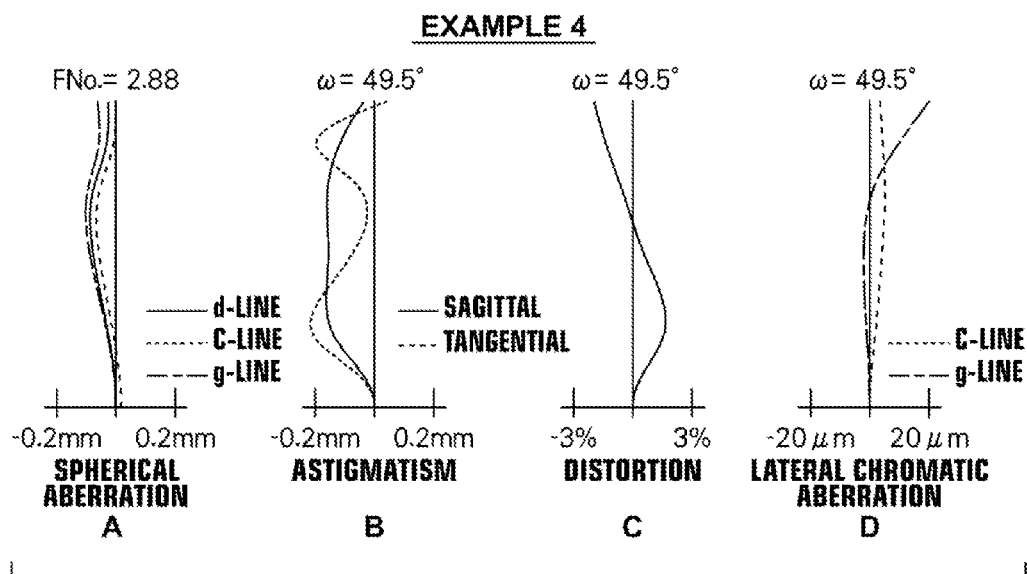 EXAMPLE 4
FNo.= 2.88
ω= 49.5°
ω= 49.5°
ω= 49.5°
d-LINE
C-LINE
g-LINE
SAGITTAL
TANGENTIAL
C-LINE
g-LINE
-0.2mm 0.2mm
-0.2mm 0.2mm
-3% 3%
-20 μm 20 μm
SPHERICAL
ABERRATION
ASTIGMATISM
DISTORTION
LATERAL CHROMATIC
ABERRATION
A
B
C
D